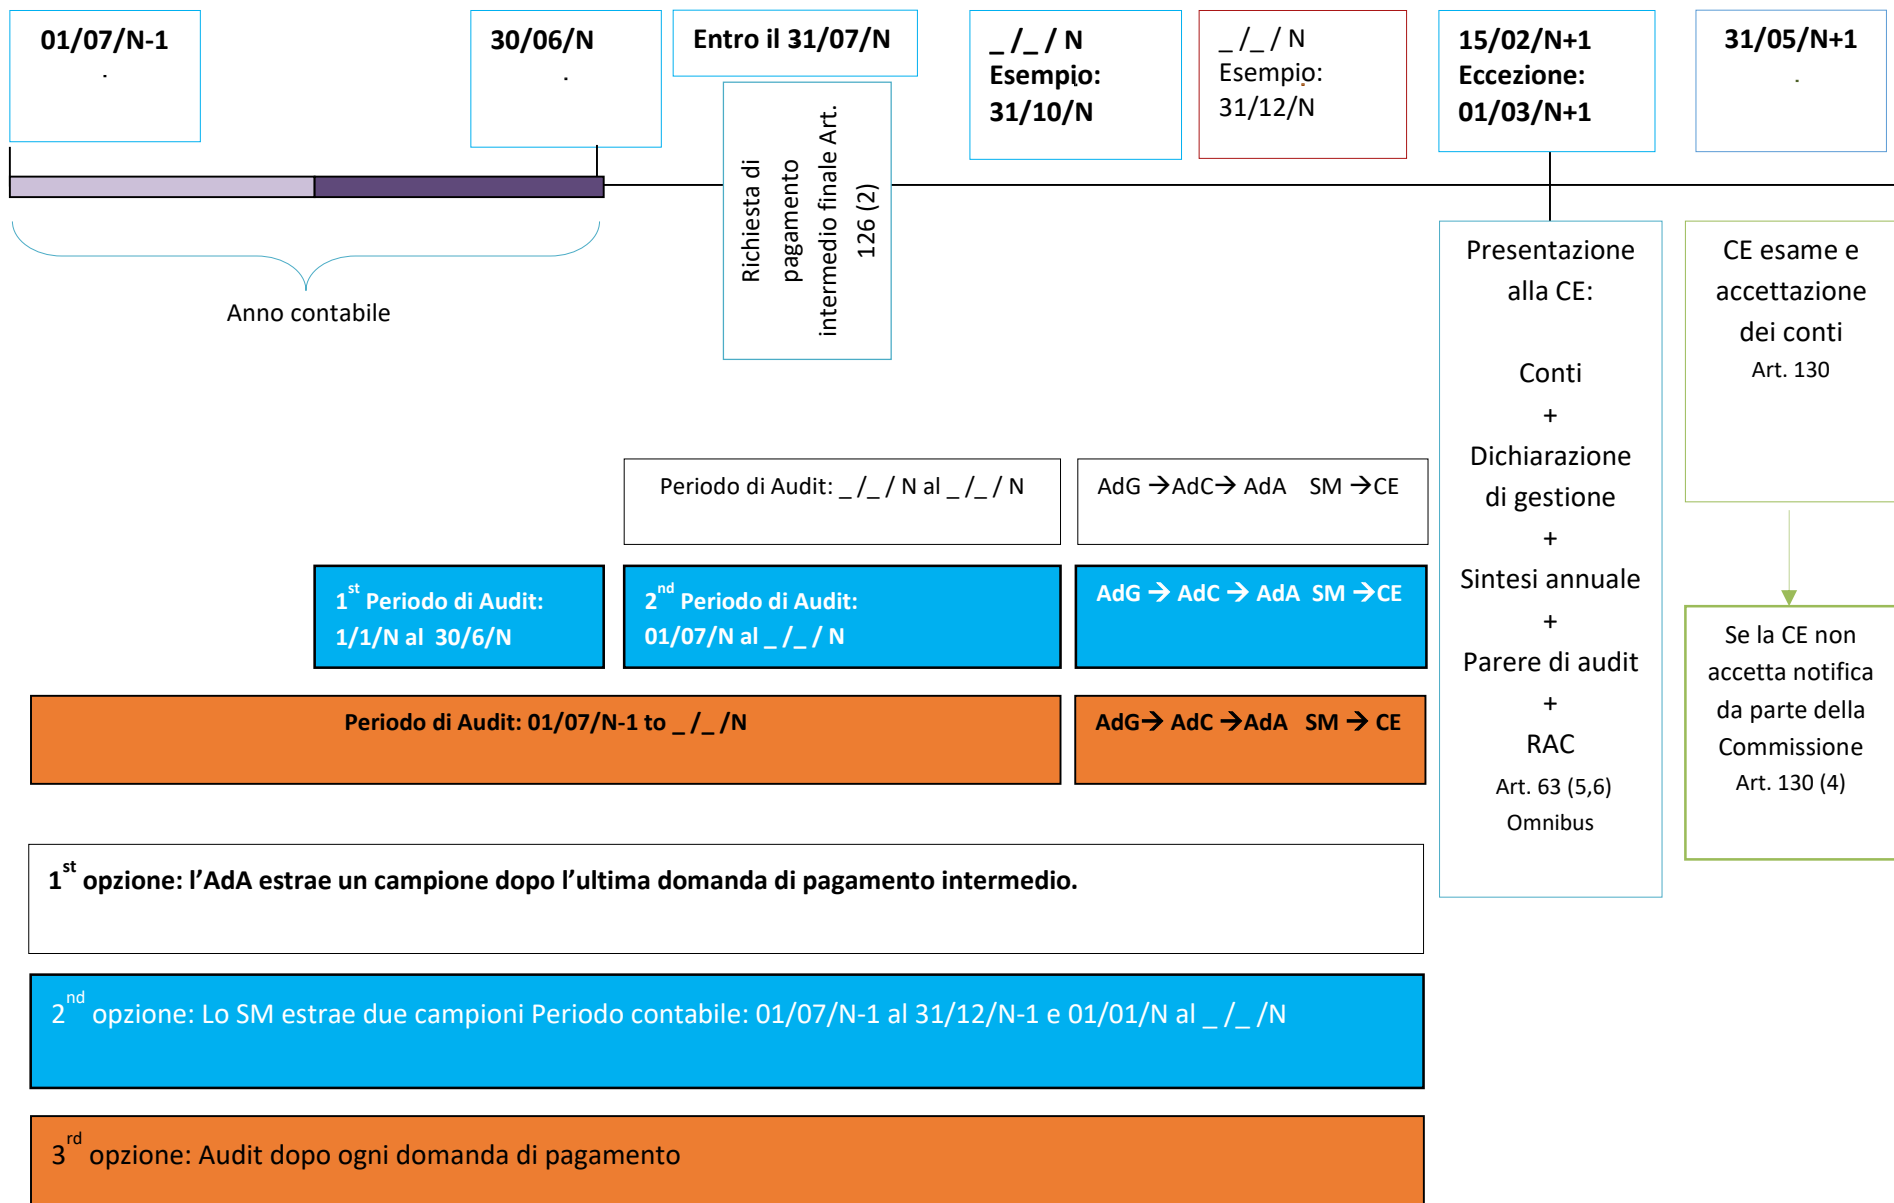 01/07/N-1
.
30/06/N
.
Entro il 31/07/N
_ /_ / N
Esempio:
31/10/N
_ /_ / N
Esempio:
31/12/N
15/02/N+1
Eccezione:
01/03/N+1
31/05/N+1
.
Richiesta di
pagamento
intermedio finale Art.
126 (2)
Anno contabile
Presentazione
alla CE:
Conti
+
Dichiarazione
di gestione
+
Sintesi annuale
+
Parere di audit
+
RAC
Art. 63 (5,6)
Omnibus
CE esame e
accettazione
dei conti
Art. 130
Se la CE non
accetta notifica
da parte della
Commissione
Art. 130 (4)
Periodo di Audit: _ /_ / N al _ /_ / N
AdG →AdC→ AdA SM →CE
1st Periodo di Audit:
1/1/N al 30/6/N
2nd Periodo di Audit:
01/07/N al _ /_ / N
AdG → AdC → AdA SM →CE
Periodo di Audit: 01/07/N-1 to _ /_ /N
AdG→ AdC →AdA SM → CE
1st opzione: l’AdA estrae un campione dopo l’ultima domanda di pagamento intermedio.
2nd opzione: Lo SM estrae due campioni Periodo contabile: 01/07/N-1 al 31/12/N-1 e 01/01/N al _ /_ /N
3rd opzione: Audit dopo ogni domanda di pagamento